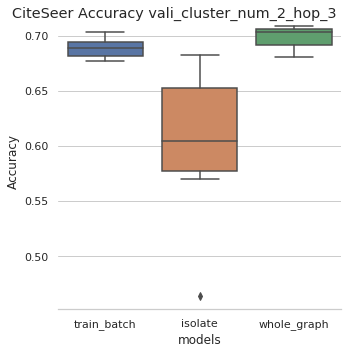 CiteSeer Accuracy vali_cluster_num_2_hop_3
0.70
0.65
0.60
0.55
0.50
Accuracy
train_batch isolate whole_graph
models